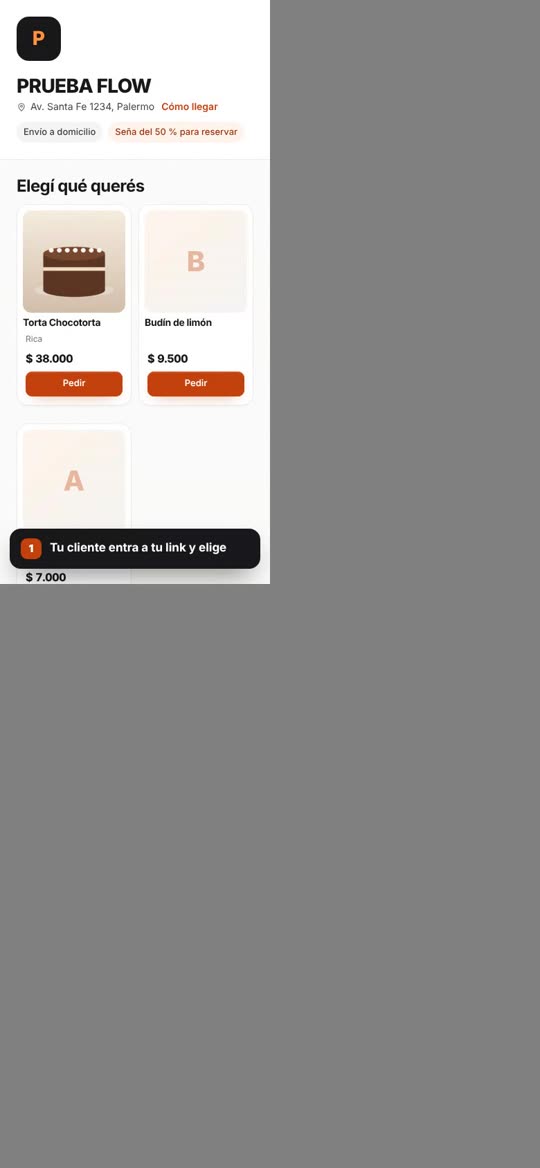 P
PRUEBA FLOW
Av. Santa Fe 1234, Palermo Cómo llegar
Envío a domicilio Seña del 50 % para reservar
Elegí qué querés
B
Torta Chocotorta Budín de limón
Rica
$ 38.000 $ 9.500
Pedir Pedir
A
1 Tu cliente entra a tu link y elige
$ 7.000